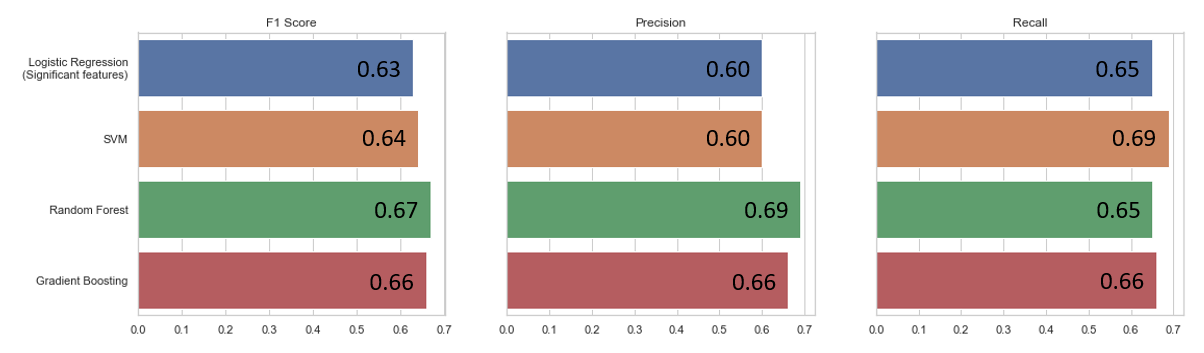 F1 Score
Precision
Recall
Logistic Regression
(Significant features)
0.63
0.60
0.65
SVM
0.64
0.60
0.69
Random Forest
0.67
0.69
0.65
Gradient Boosting
0.66
0.66
0.66
0.0 0.1 0.2 0.3 0.4 0.5 0.6 0.7
0.0 0.1 0.2 0.3 0.4 0.5 0.6 0.7
0.0 0.1 0.2 0.3 0.4 0.5 0.6 0.7